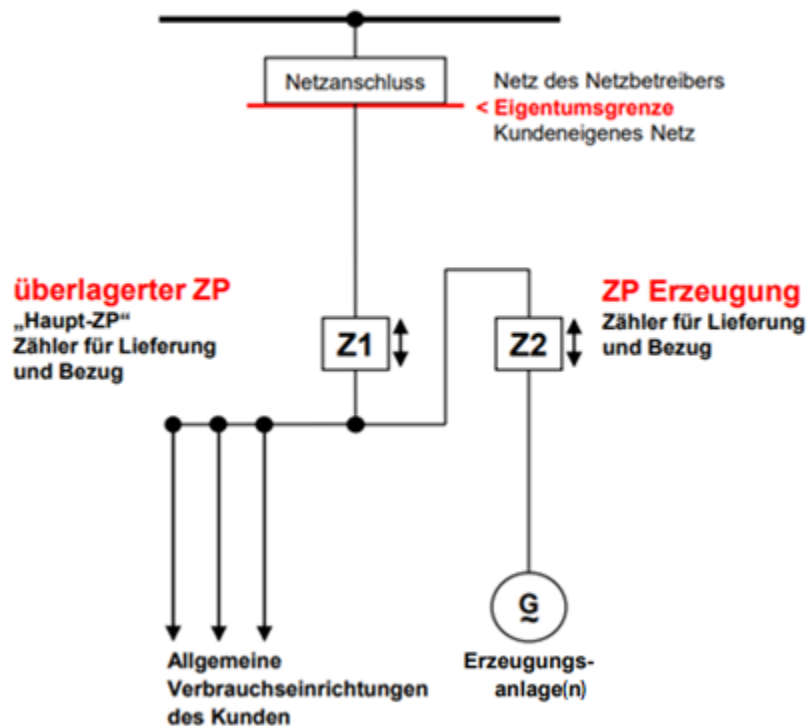 Netzanschluss
Netz des Netzbetreibers
< Eigentumsgrenze
Kundeneigenes Netz
überlagerter ZP
„Haupt-ZP“
Zähler für Lieferung
und Bezug
Z1
Z2
ZP Erzeugung
Zähler für Lieferung
und Bezug
G
~
Allgemeine
Verbrauchseinrichtungen
des Kunden
Erzeugungs-
anlage(n)